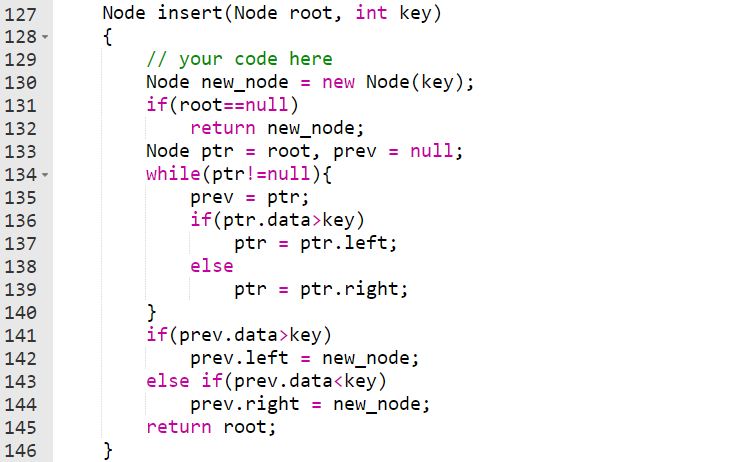 127 Node insert(Node root, int key)
128 {
129 // your code here
130 Node new_node = new Node(key);
131 if(root==null)
132 return new_node;
133 Node ptr = root, prev = null;
134 while(ptr!=null){
135 prev = ptr;
136 if(ptr.data>key)
137 ptr = ptr.left;
138 else
139 ptr = ptr.right;
140 }
141 if(prev.data>key)
142 prev.left = new_node;
143 else if(prev.data<key)
144 prev.right = new_node;
145 return root;
146 }